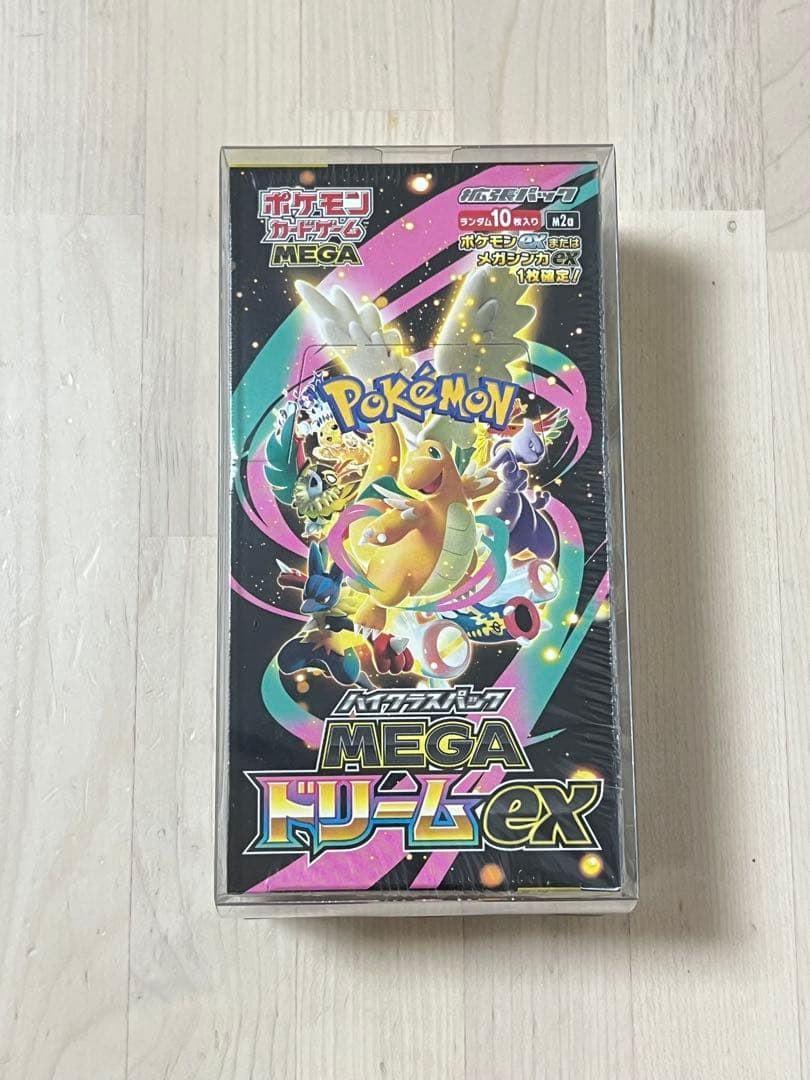 ポケモン
カードゲーム
MEGA
拡張パック
ランダム10枚入り M2a
ポケモンexまたは
メガシンカex
1枚確定!
POKéMON
ハイクラスパック
MEGA
ドリームex